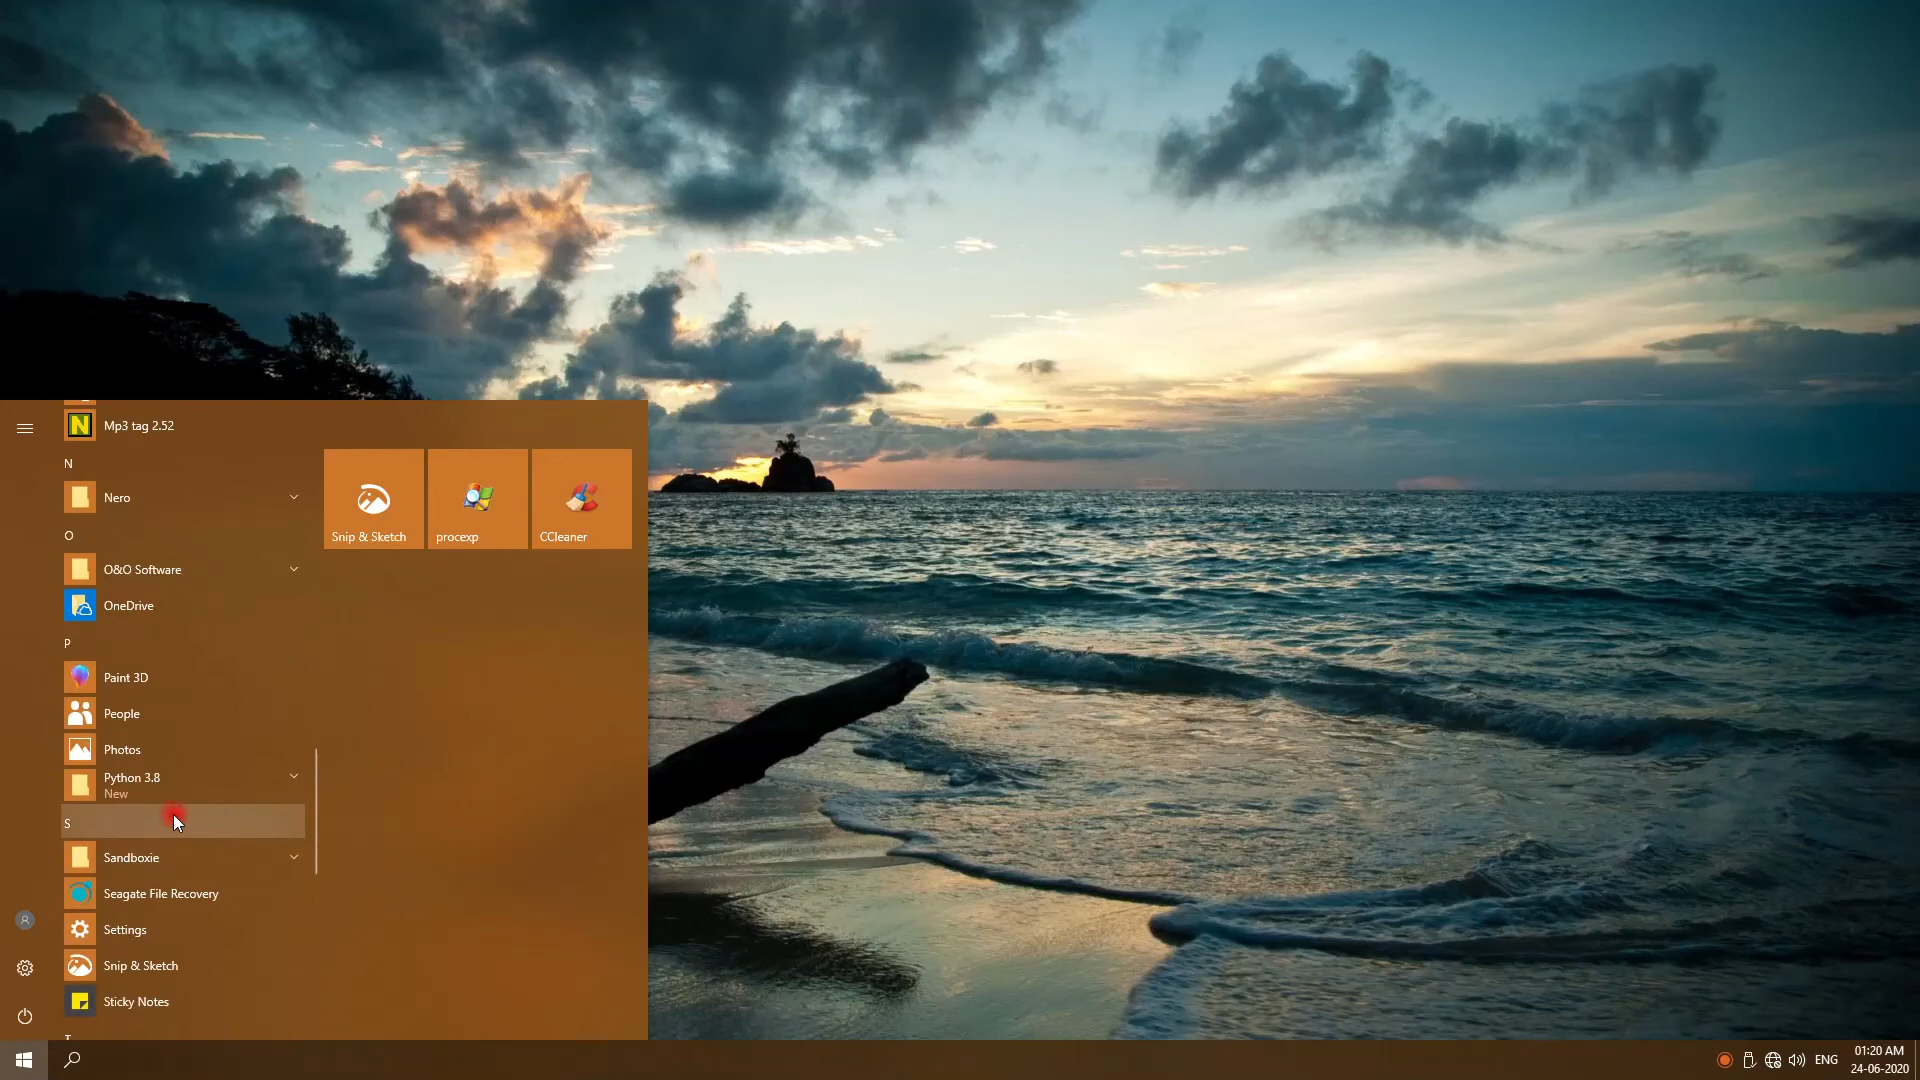 Mp3 tag 2.52
N
Nero
O
O&O Software
OneDrive
P
Paint 3D
People
Photos
Python 3.8
New
S
Sandboxie
Seagate File Recovery
Settings
Snip & Sketch
Sticky Notes
Snip & Sketch
procexp
CCleaner
ENG
01:20 AM
24-06-2020